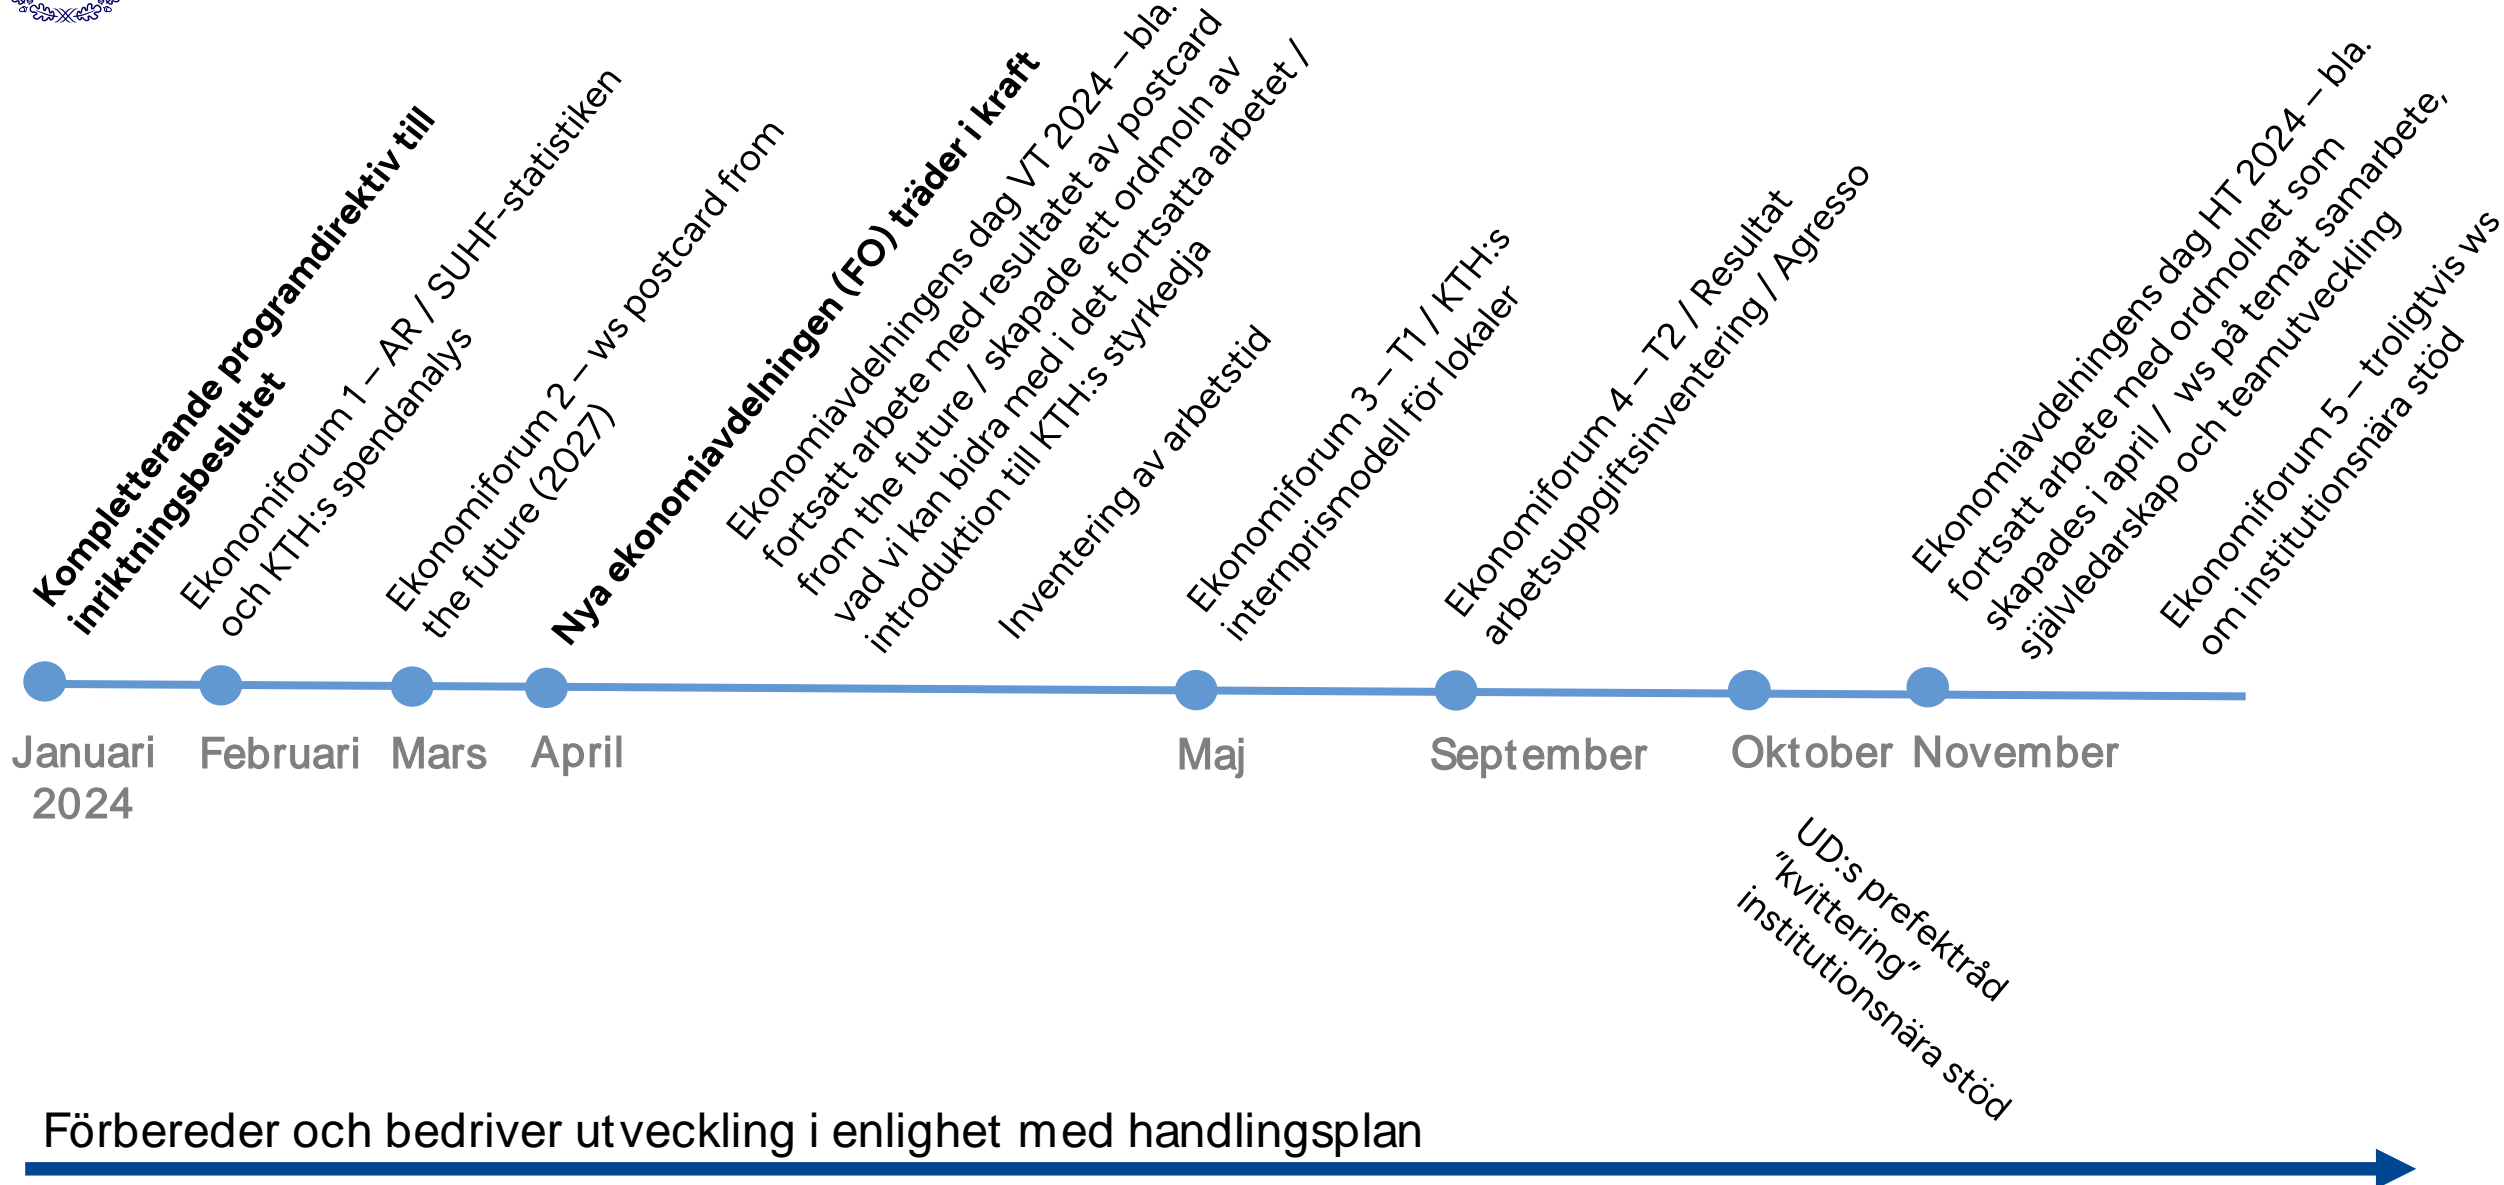 Kompletterande programdirektiv till
inriktningsbeslutet
Ekonomiforum 1 – AR / SUHF-statistiken
och KTH:s spendanalys
Ekonomiforum 2 – ws postcard from
the future (2027)
Nya ekonomiavdelningen (FO) träder i kraft
Ekonomiavdelningens dag VT 2024 – bla.
fortsatt arbete med resultatet av postcard
from the future / skapade ett ordmoln av
vad vi kan bidra med i det fortsatta arbetet /
introduktion till KTH:s styrkedja
Inventering av arbetstid
Ekonomiforum 3 – T1 / KTH:s
internprismodell för lokaler
Ekonomiforum 4 – T2 / Resultat
arbetsuppgiftsinventering / Agresso
Ekonomiavdelningens dag HT 2024 – bla.
fortsatt arbete med ordmolnet som
skapades i april / ws på temat samarbete,
självledarskap och teamutveckling
Ekonomiforum 5 – troligtvis ws
om institutionsnära stöd
Januari
2024
Februari
Mars
April
Maj
September
Oktober
November
UD:s prefektråd
”kvittering”
institutionsnära stöd
Förbereder och bedriver utveckling i enlighet med handlingsplan